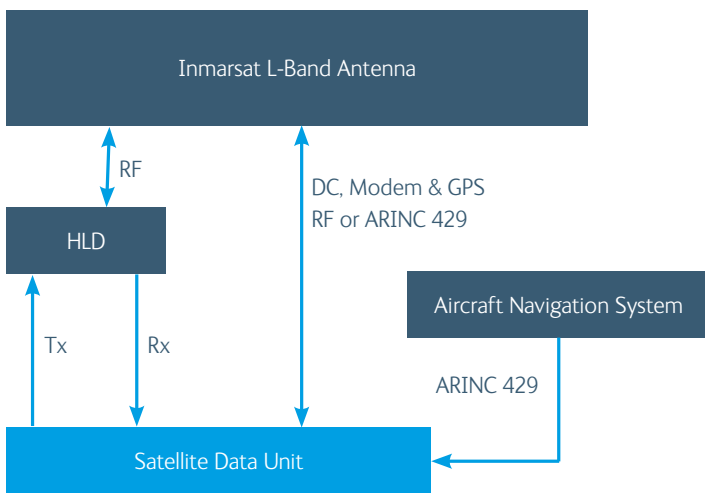 Inmarsat L-Band Antenna
RF
DC, Modem & GPS
RF or ARINC 429
HLD
Aircraft Navigation System
Tx
Rx
ARINC 429
Satellite Data Unit